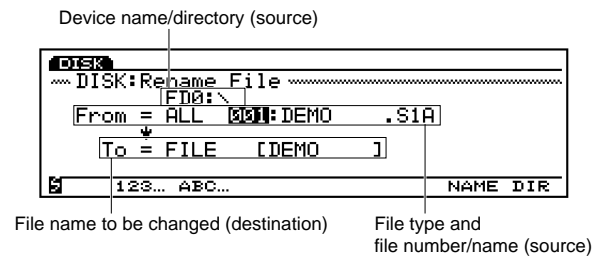 Device name/directory (source)
DISK
DISK:Rename File
FD0:\
From = ALL 001:DEMO .S1A
To = FILE [DEMO ]
5 123... ABC... NAME DIR
File name to be changed (destination)
File type and
file number/name (source)